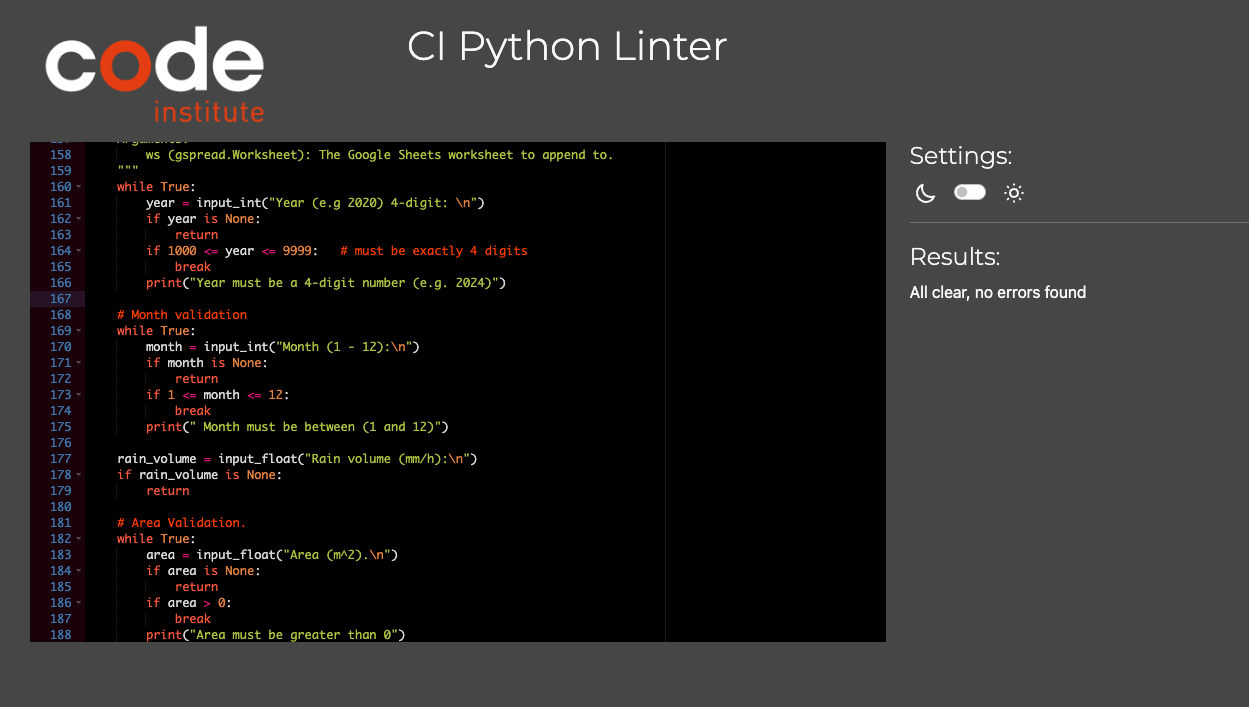 code
institute
CI Python Linter
158 ws (gspread.Worksheet): The Google Sheets worksheet to append to.
159 """
160 while True:
161 year = input_int("Year (e.g 2020) 4-digit: \n")
162 if year is None:
163 return
164 if 1000 <= year <= 9999:   # must be exactly 4 digits
165 break
166 print("Year must be a 4-digit number (e.g. 2024)")
167
168 # Month validation
169 while True:
170 month = input_int("Month (1 - 12):\n")
171 if month is None:
172 return
173 if 1 <= month <= 12:
174 break
175 print(" Month must be between (1 and 12)")
176
177 rain_volume = input_float("Rain volume (mm/h):\n")
178 if rain_volume is None:
179 return
180
181 # Area Validation.
182 while True:
183 area = input_float("Area (m^2).\n")
184 if area is None:
185 return
186 if area > 0:
187 break
188 print("Area must be greater than 0")
Settings:
Results:
All clear, no errors found